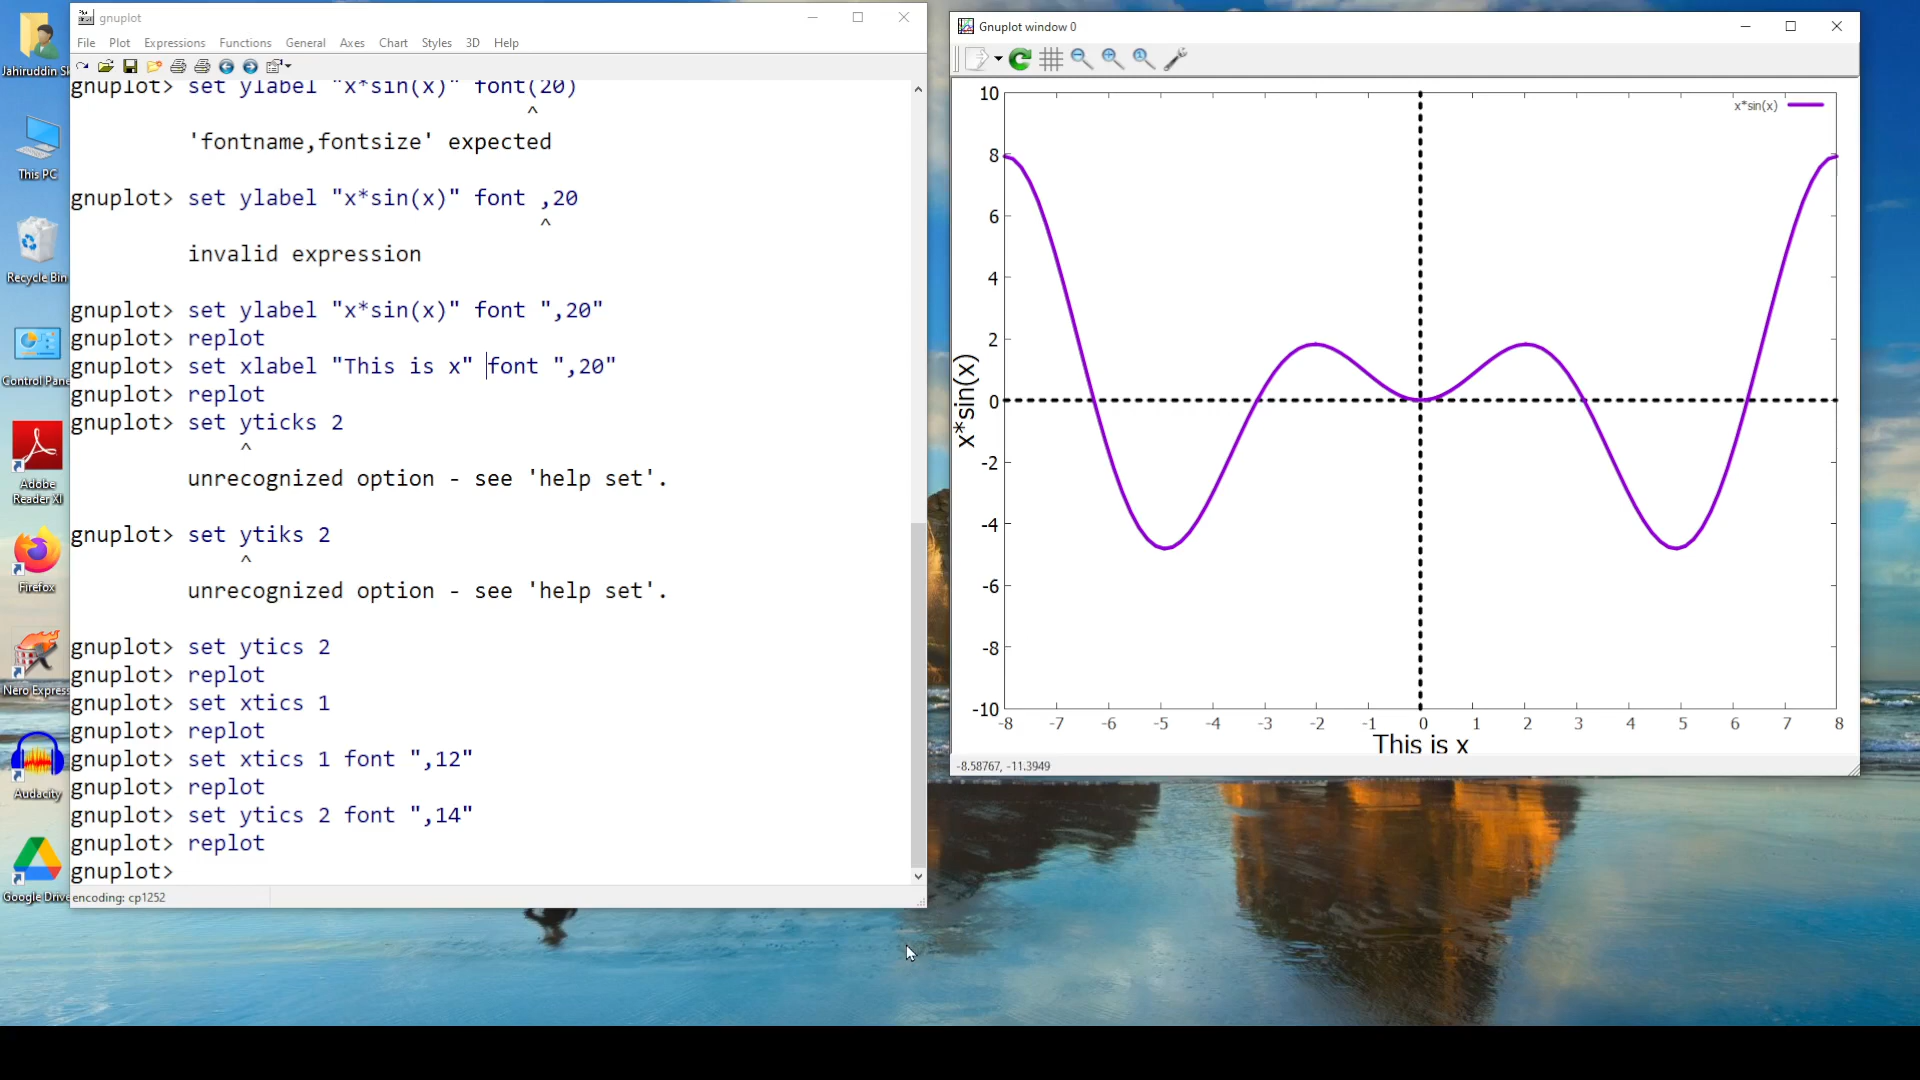 Jahiruddin Sk
This PC
Recycle Bin
Control Pane
Adobe
Reader XI
Firefox
Nero Express
Audacity
Google Drive
gnuplot
File Plot Expressions Functions General Axes Chart Styles 3D Help
gnuplot> set ylabel "x*sin(x)" font(20)
^
'fontname,fontsize' expected
gnuplot> set ylabel "x*sin(x)" font ,20
^
invalid expression
gnuplot> set ylabel "x*sin(x)" font ",20"
gnuplot> replot
gnuplot> set xlabel "This is x" font ",20"
gnuplot> replot
gnuplot> set yticks 2
^
unrecognized option - see 'help set'.
gnuplot> set ytiks 2
^
unrecognized option - see 'help set'.
gnuplot> set ytics 2
gnuplot> replot
gnuplot> set xtics 1
gnuplot> replot
gnuplot> set xtics 1 font ",12"
gnuplot> replot
gnuplot> set ytics 2 font ",14"
gnuplot> replot
gnuplot>
encoding: cp1252
Gnuplot window 0
x*sin(x)
10
8
6
4
2
0
-2
-4
-6
-8
-10
x*sin(x)
-8 -7 -6 -5 -4 -3 -2 -1 0 1 2 3 4 5 6 7 8
This is x
-8.58767, -11.3949